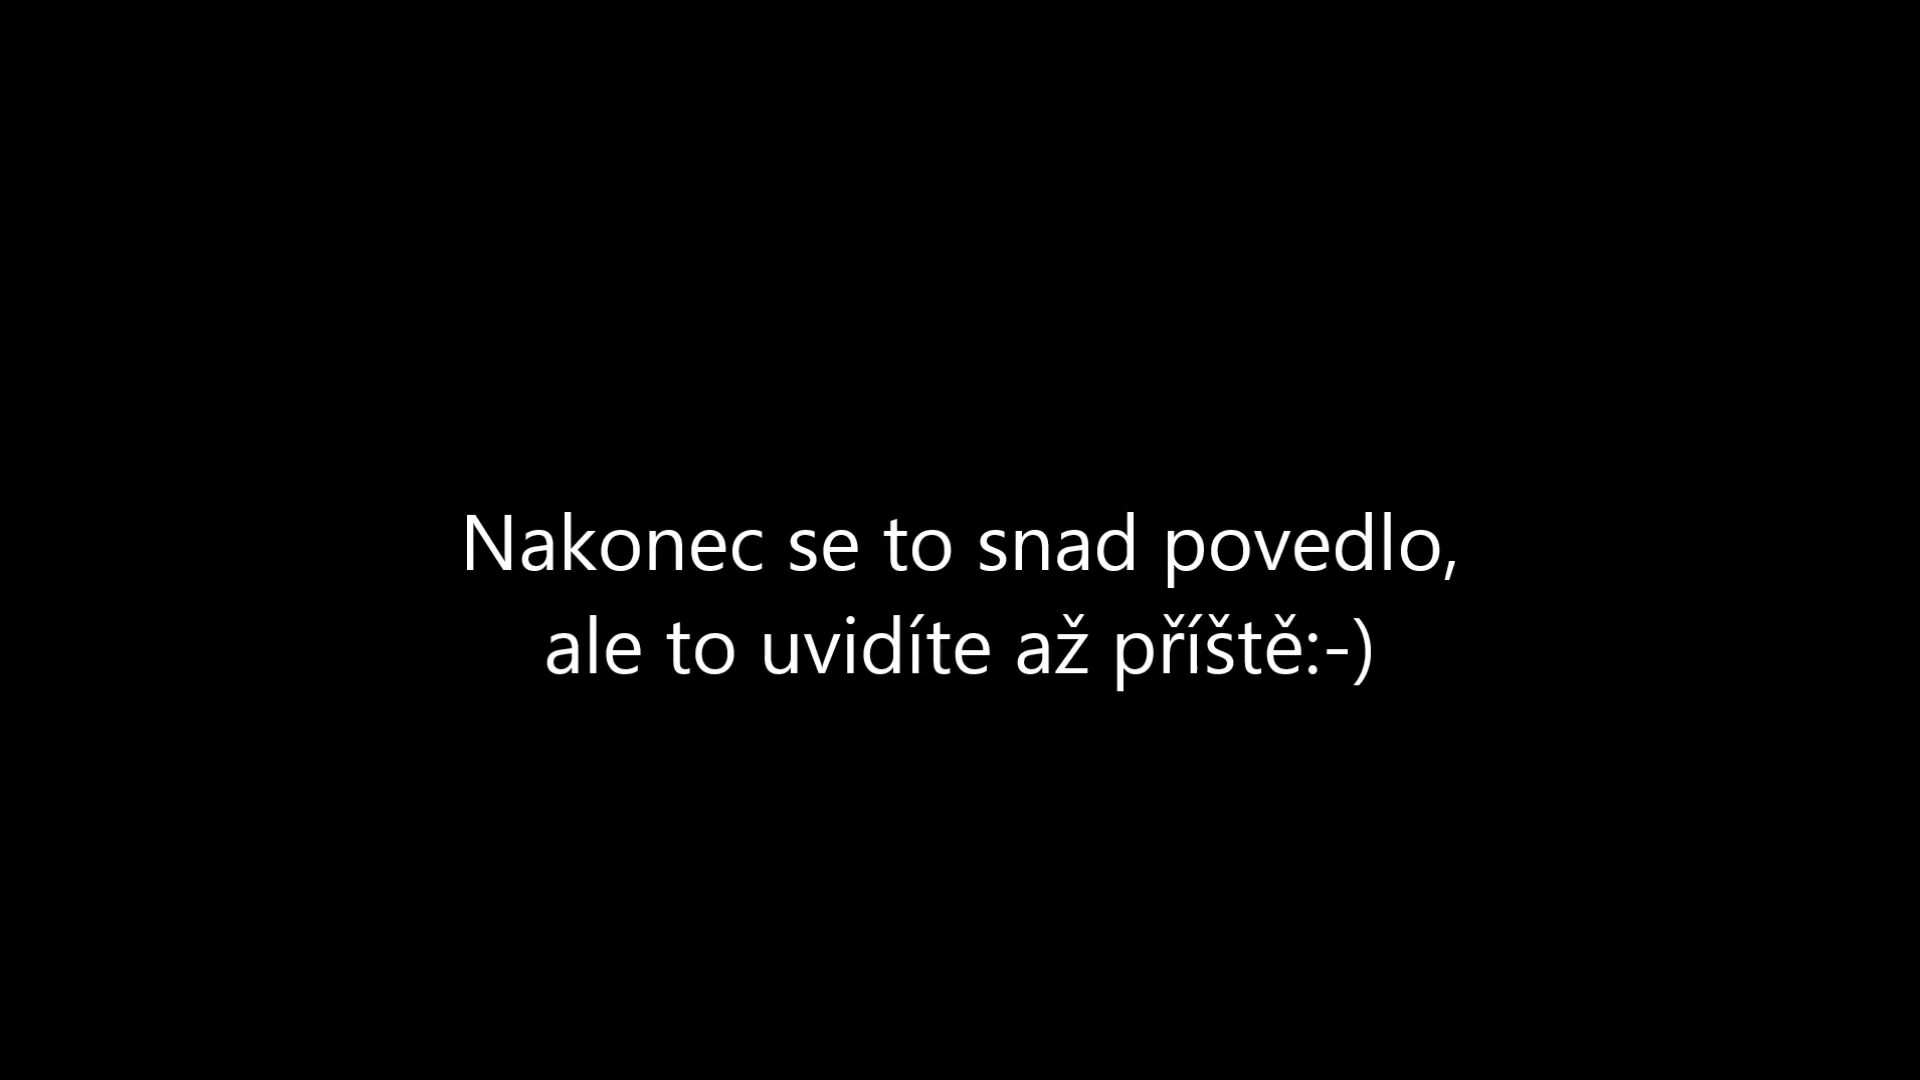 Nakonec se to snad povedlo,
ale to uvidíte až příště:-)